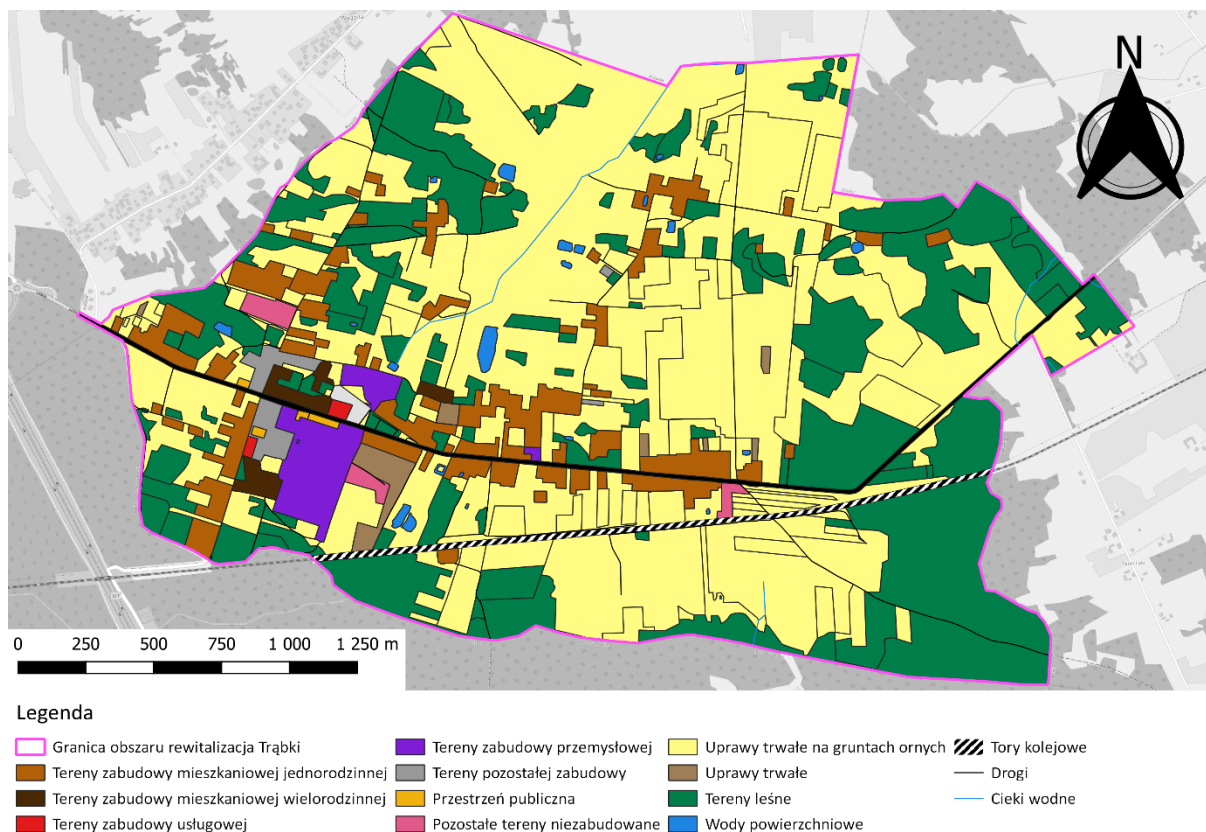 N
0 250 500 750 1 000 1 250 m
Legenda
Granica obszaru rewitalizacja Trąbki
Tereny zabudowy mieszkaniowej jednorodzinnej
Tereny zabudowy mieszkaniowej wielorodzinnej
Tereny zabudowy usługowej
Tereny zabudowy przemysłowej
Tereny pozostałej zabudowy
Przestrzeń publiczna
Pozostałe tereny niezabudowane
Uprawy trwałe na gruntach ornych
Uprawy trwałe
Tereny leśne
Wody powierzchniowe
Tory kolejowe
Drogi
Cieki wodne